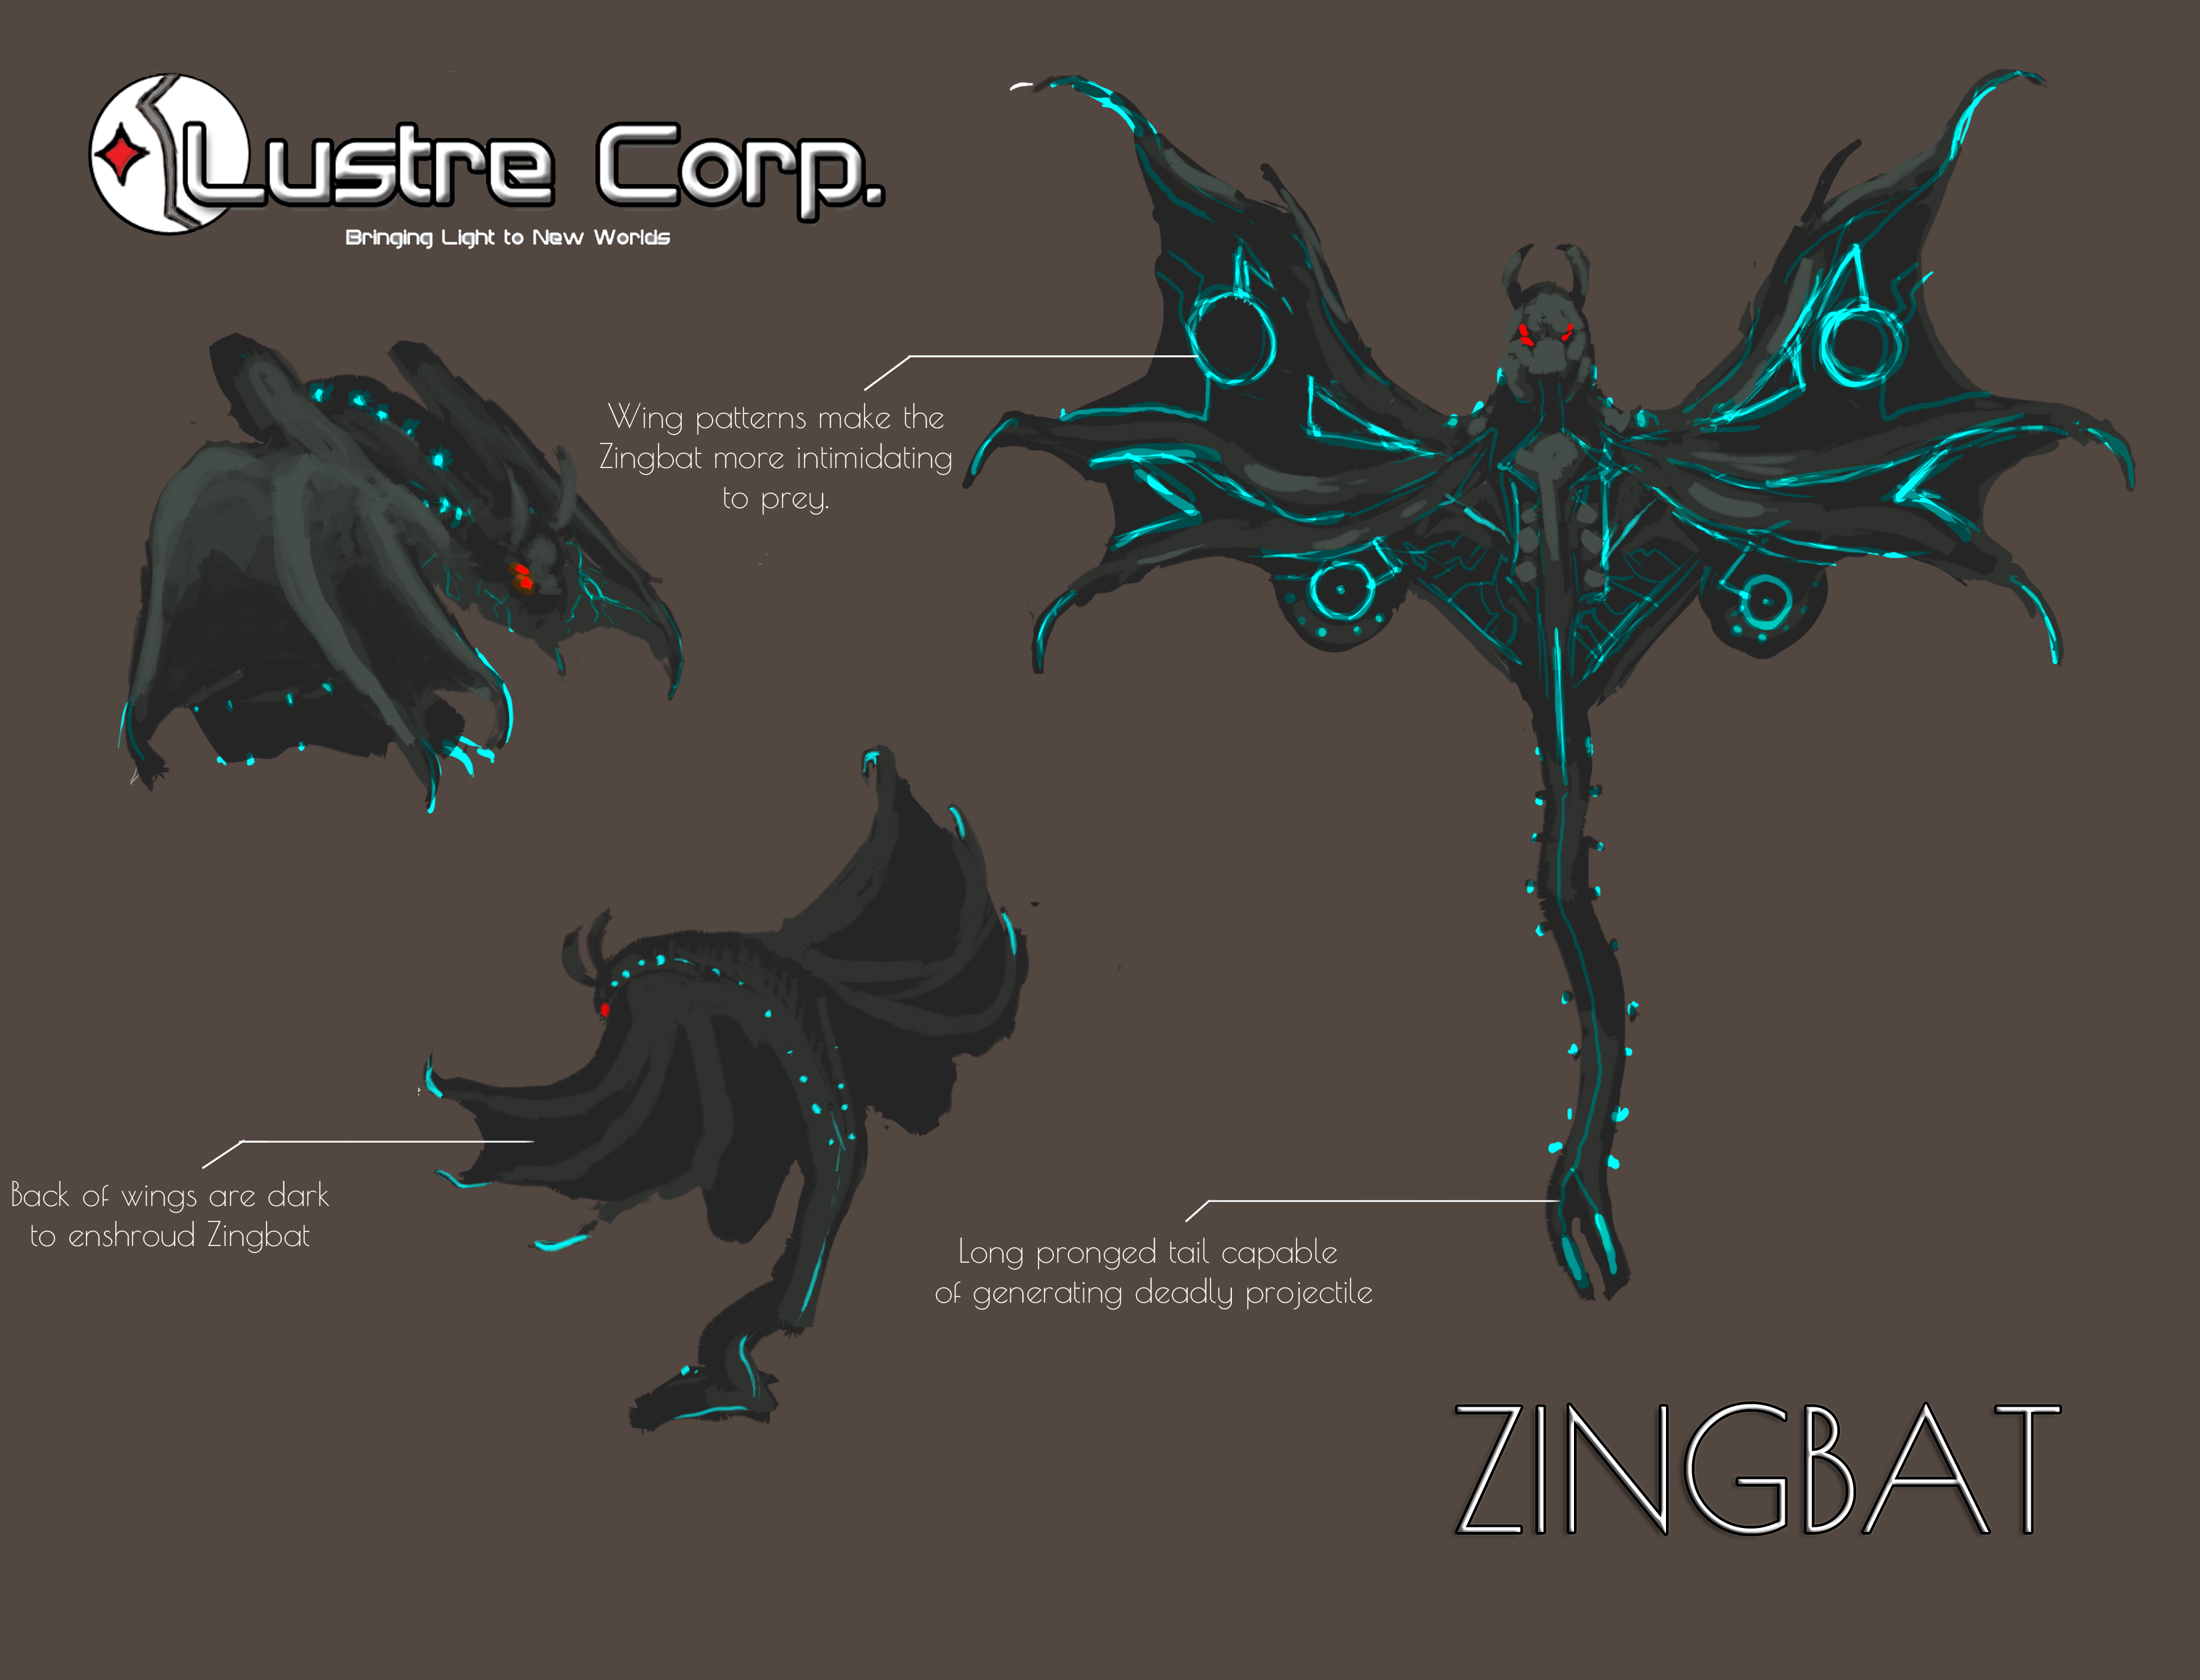 Lustre Corp.
Bringing Light to New Worlds
Wing patterns make the
Zingbat more intimidating
to prey.
Back of wings are dark
to enshroud Zingbat
Long pronged tail capable
of generating deadly projectile
ZINGBAT